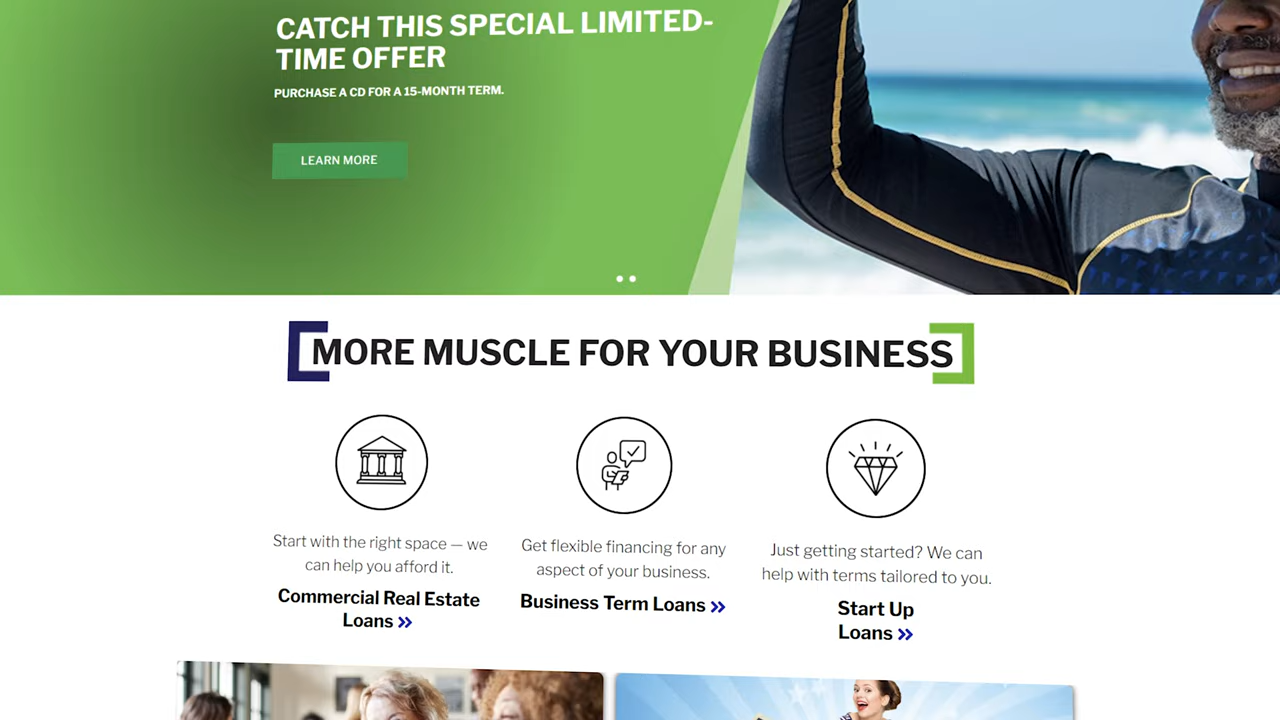 CATCH THIS SPECIAL LIMITED-
TIME OFFER
PURCHASE A CD FOR A 15-MONTH TERM.
LEARN MORE
MORE MUSCLE FOR YOUR BUSINESS
Start with the right space — we
can help you afford it.
Commercial Real Estate
Loans »
Get flexible financing for any
aspect of your business.
Business Term Loans »
Just getting started? We can
help with terms tailored to you.
Start Up
Loans »